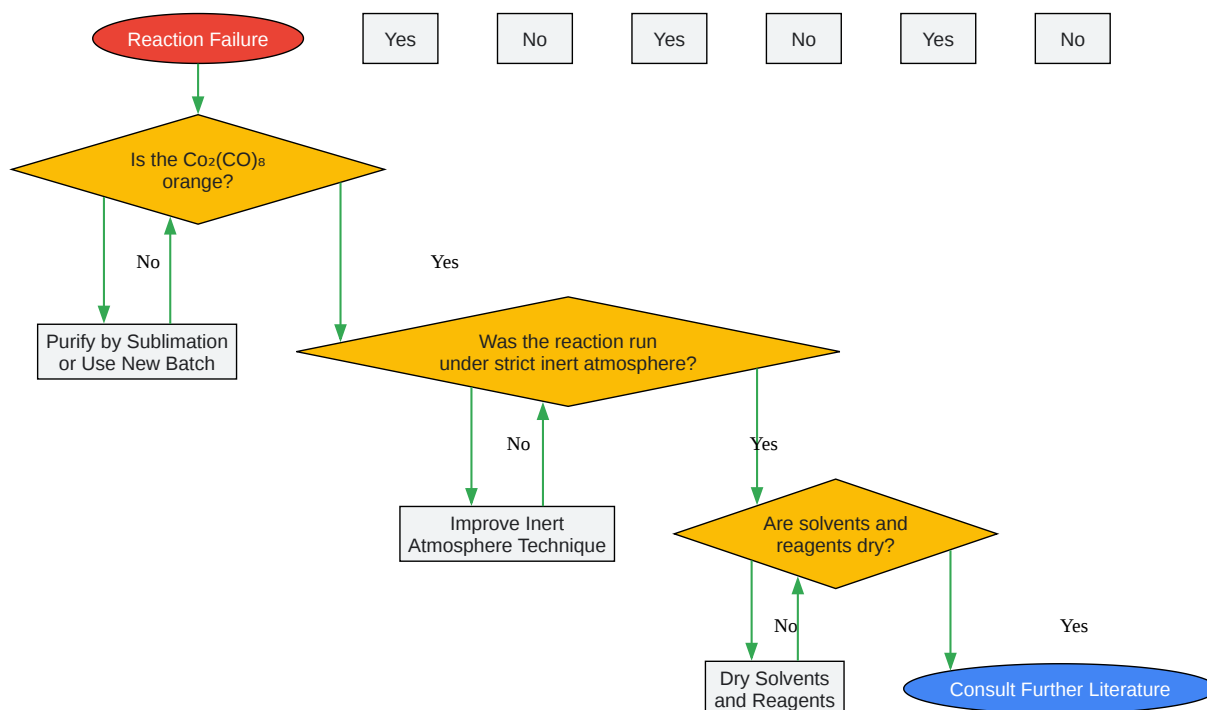 Reaction Failure
Yes
No
Yes
No
Yes
No
Is the Co₂(CO)₈
orange?
No
Yes
Purify by Sublimation
or Use New Batch
Was the reaction run
under strict inert atmosphere?
No
Yes
Improve Inert
Atmosphere Technique
Are solvents and
reagents dry?
No
Yes
Dry Solvents
and Reagents
Consult Further Literature